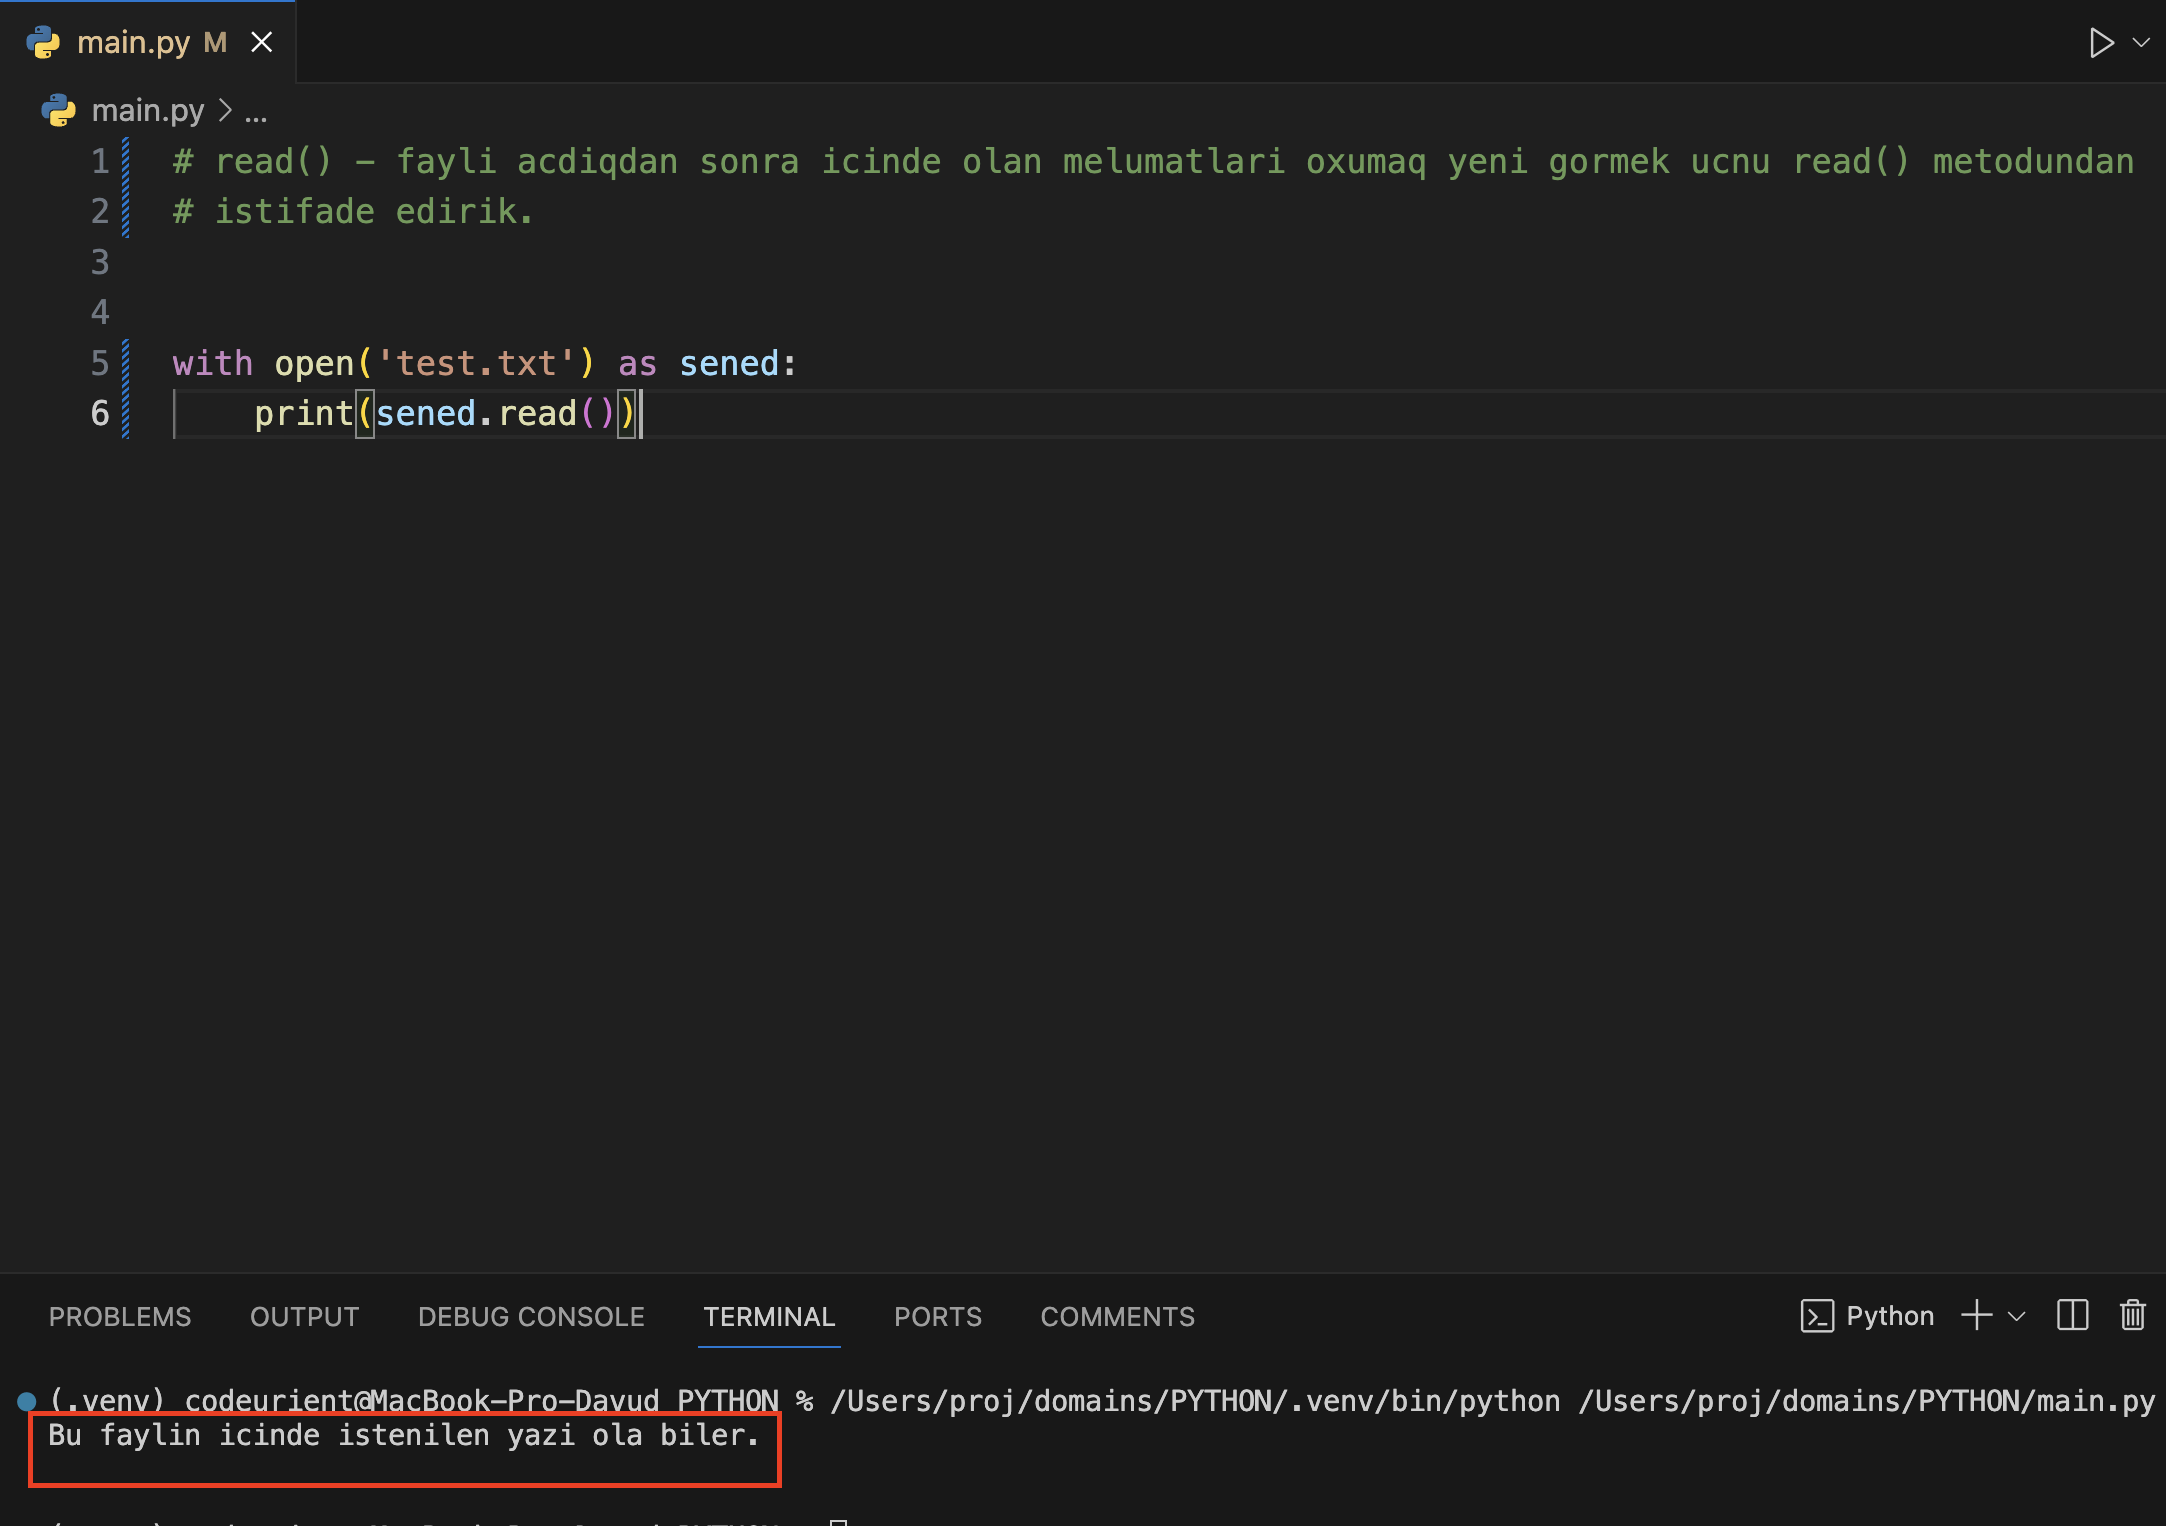 main.py M
main.py > ...
1 # read() – fayli acdiqdan sonra icinde olan melumatlari oxumaq yeni gormek ucnu read() metodundan
2 # istifade edirik.
3
4
5 with open('test.txt') as sened:
6 print(sened.read())
PROBLEMS OUTPUT DEBUG CONSOLE TERMINAL PORTS COMMENTS Python
(.venv) codeurient@MacBook-Pro-Davud PYTHON % /Users/proj/domains/PYTHON/.venv/bin/python /Users/proj/domains/PYTHON/main.py
Bu faylin icinde istenilen yazi ola biler.